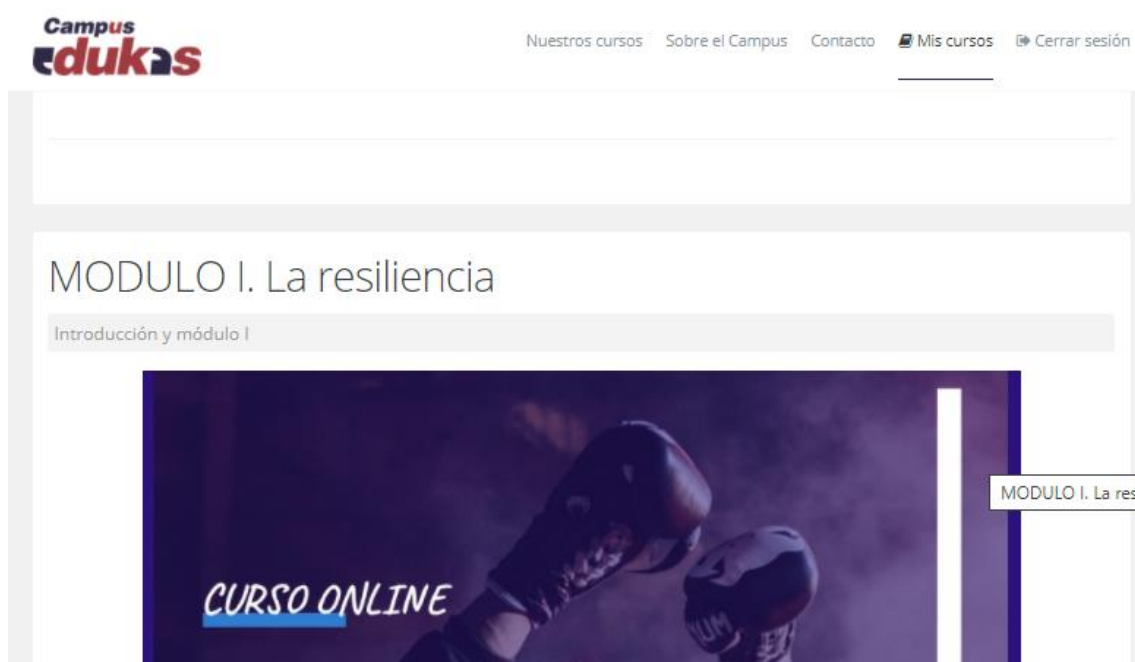 Campus
edukas
Nuestros cursos Sobre el Campus Contacto Mis cursos Cerrar sesión
MODULO I. La resiliencia
Introducción y módulo I
MODULO I. La res
CURSO ONLINE